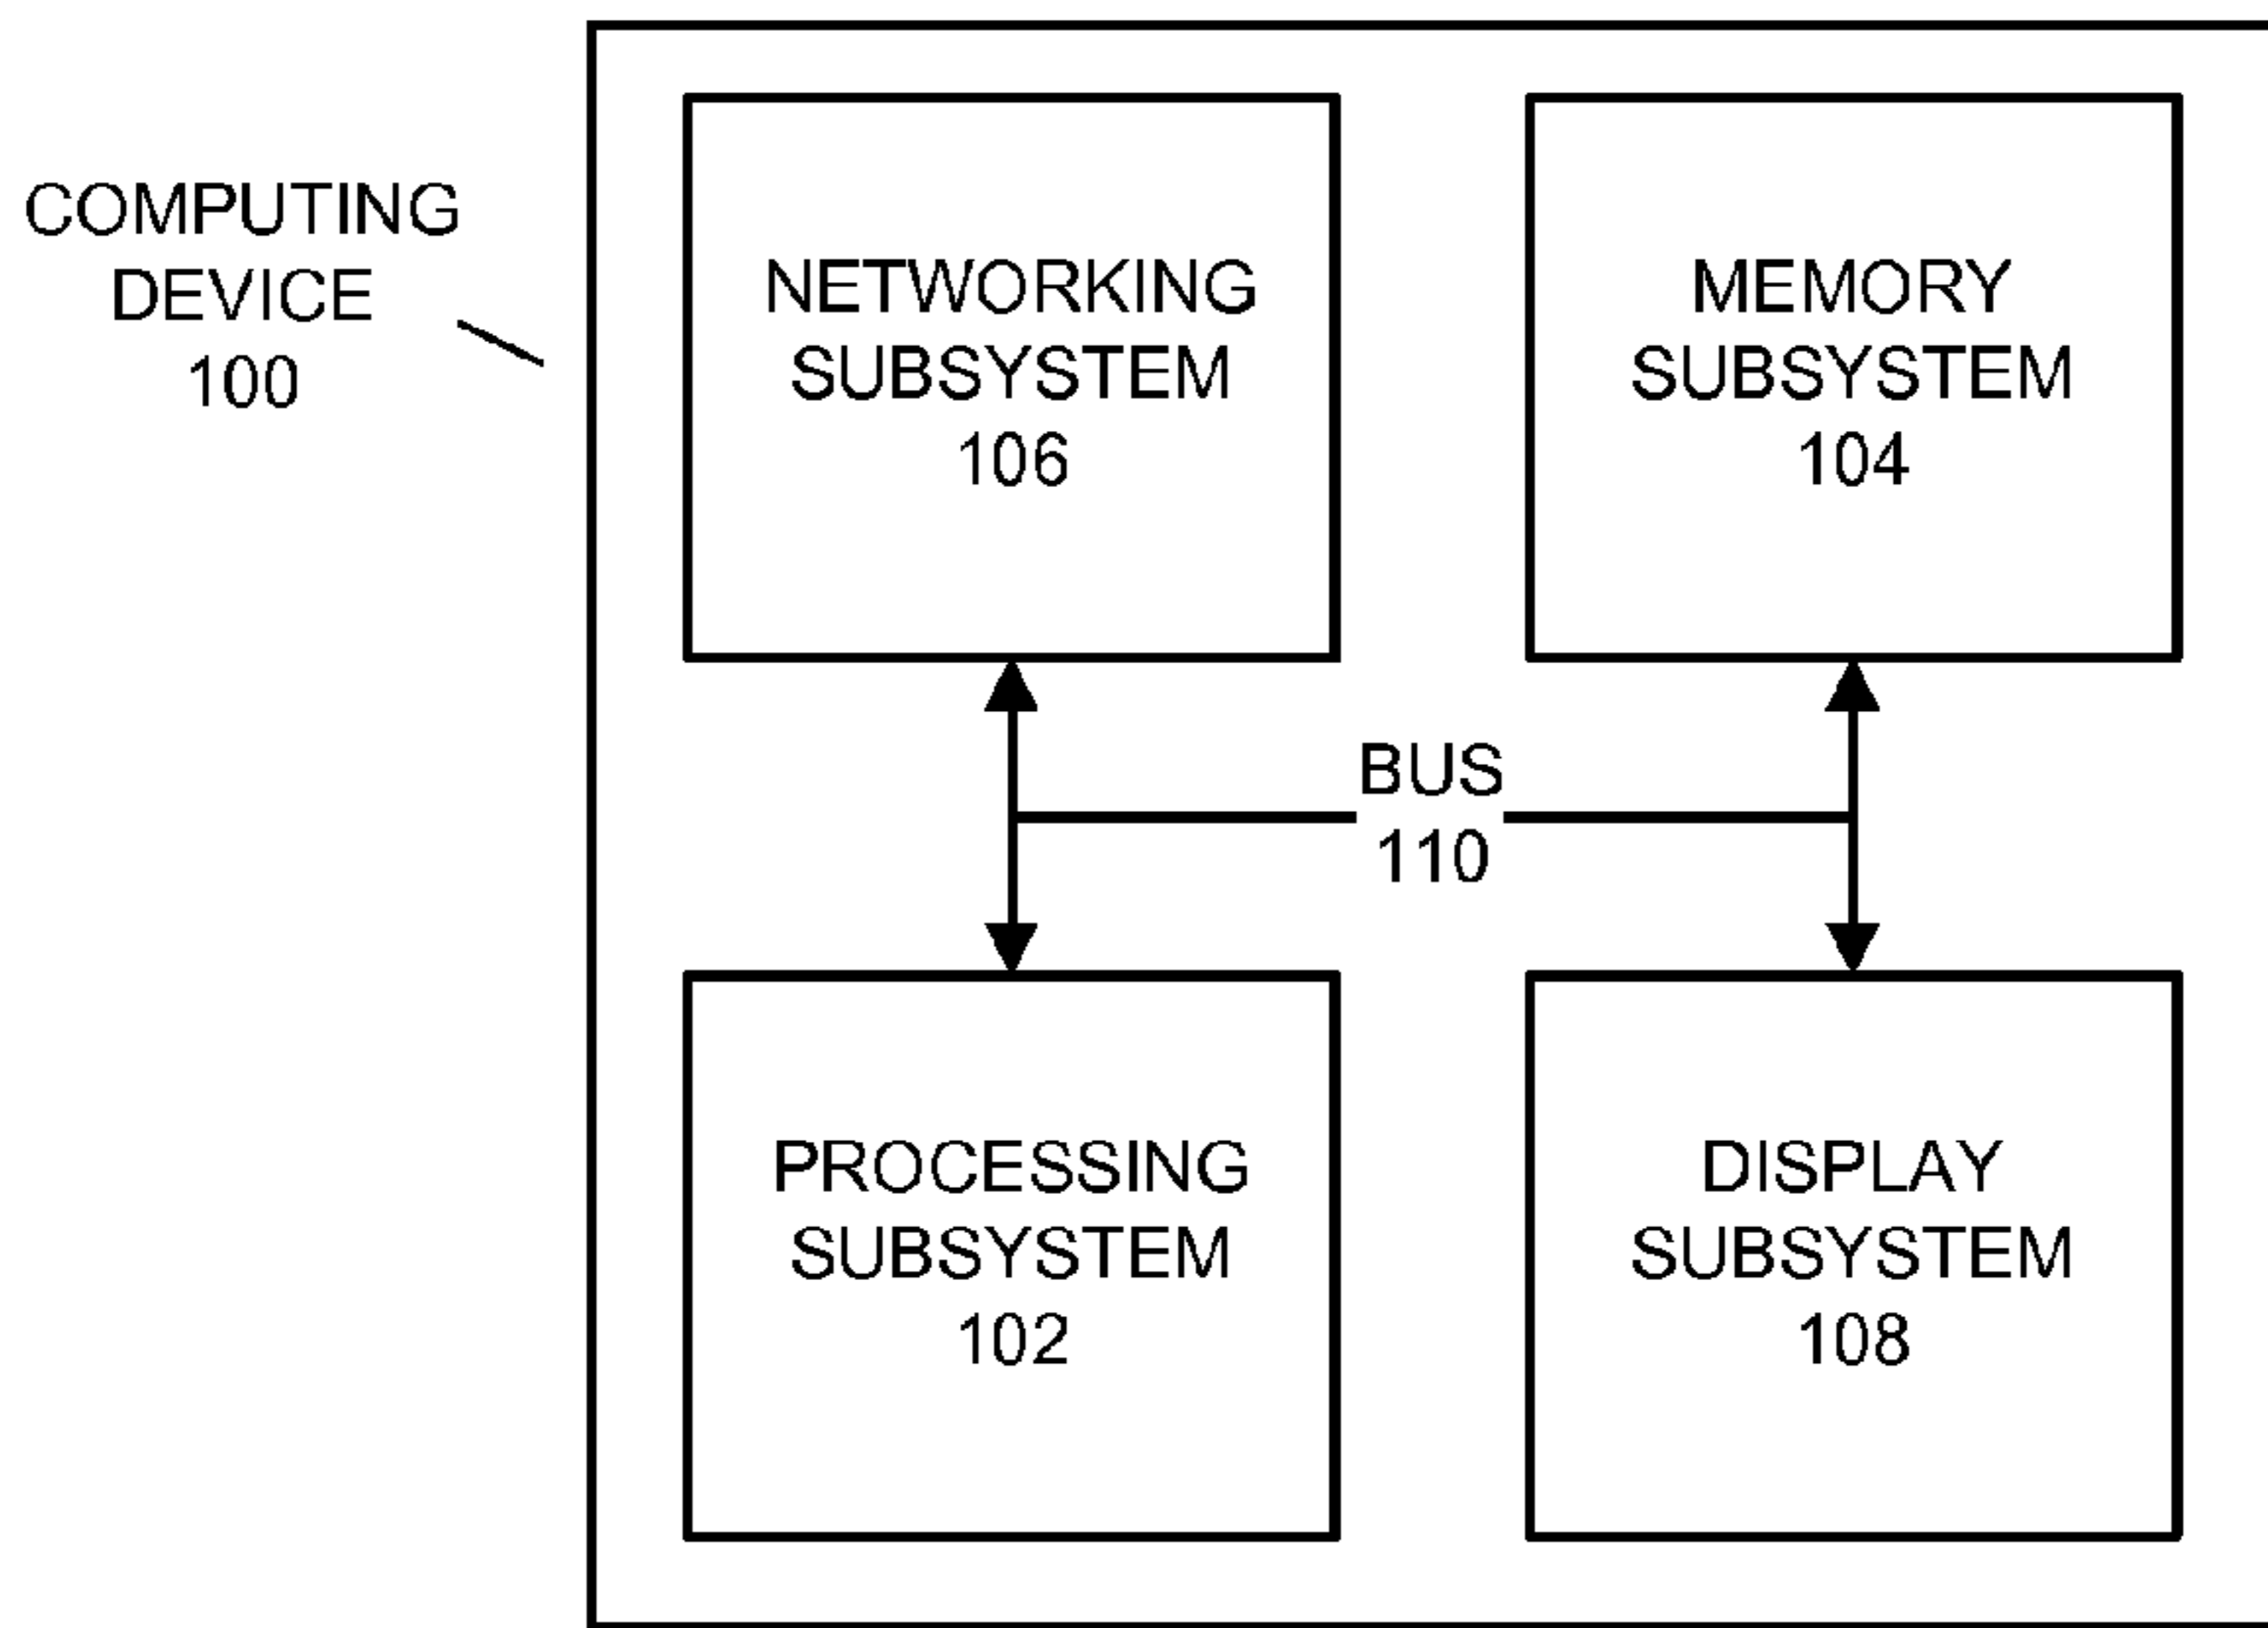 COMPUTING
DEVICE
100
NETWORKING
SUBSYSTEM
106
MEMORY
SUBSYSTEM
104
BUS
110
PROCESSING
SUBSYSTEM
102
DISPLAY
SUBSYSTEM
108